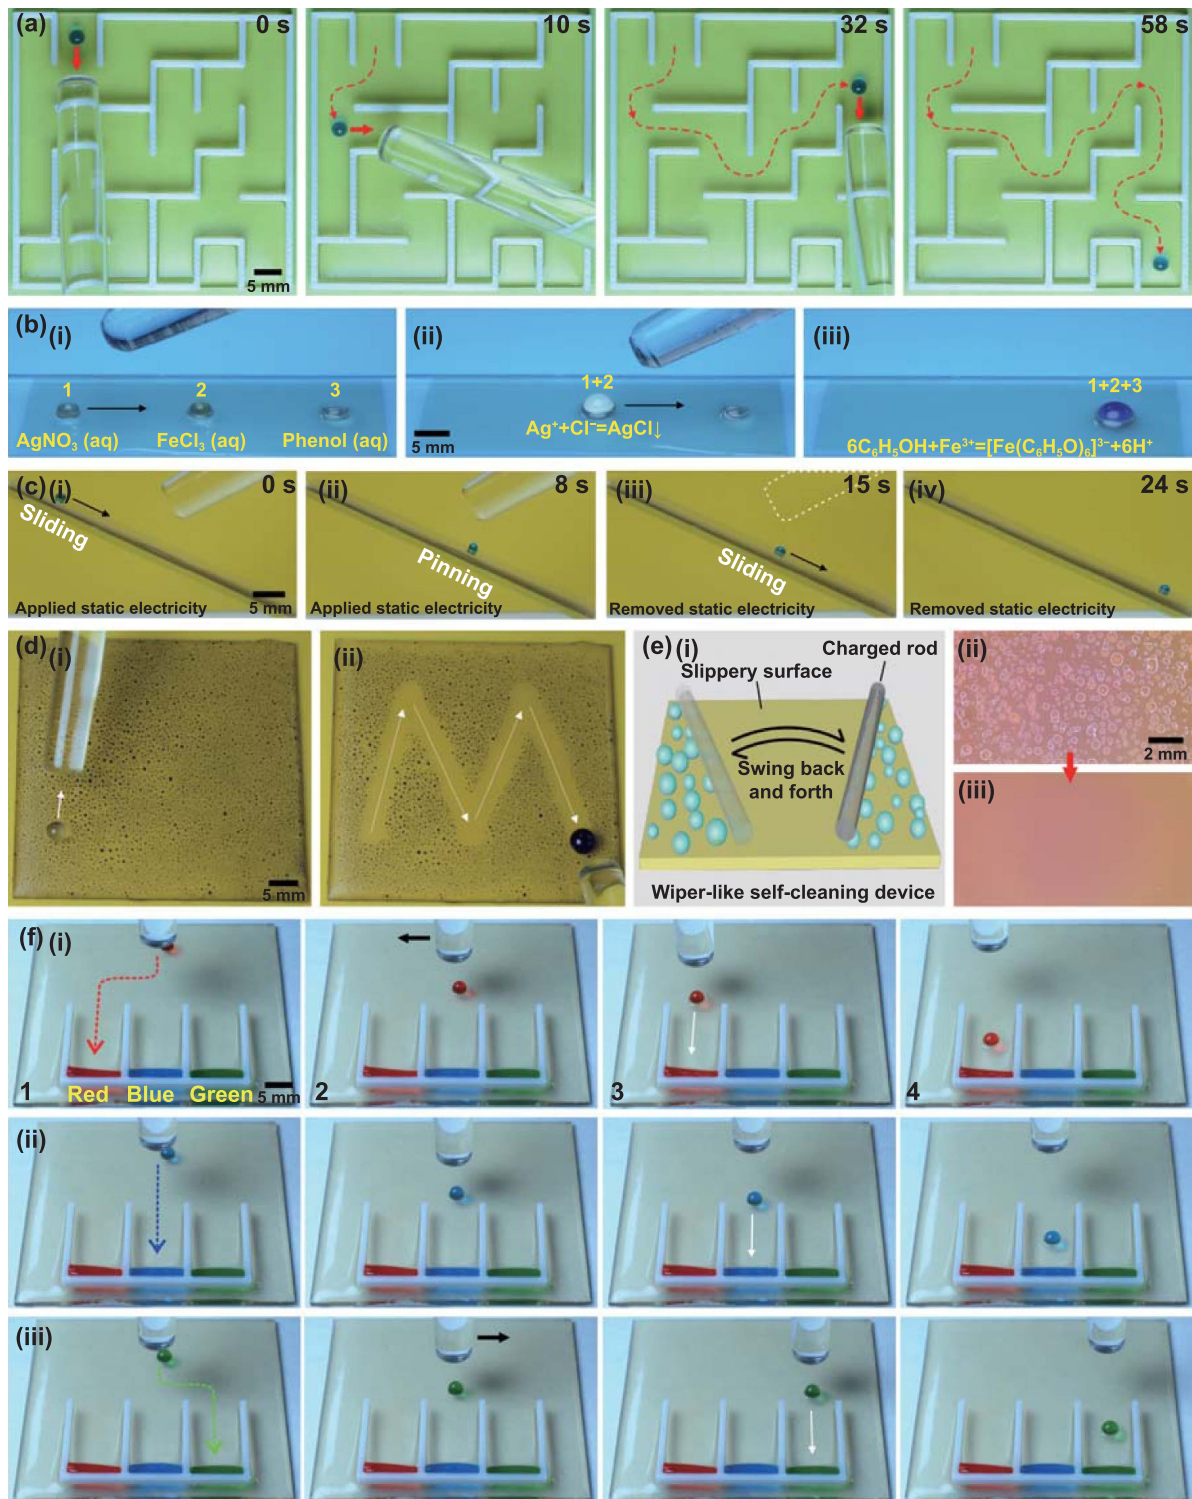 (a)
0 s
10 s
32 s
58 s
5 mm
(b) (i)
(ii)
(iii)
1
2
3
1+2
1+2+3
AgNO₃ (aq)
FeCl₃ (aq)
Phenol (aq)
5 mm
Ag⁺+Cl⁻=AgCl↓
6C₆H₅OH+Fe³⁺=[Fe(C₆H₅O)₆]³⁻+6H⁺
(c) (i)
0 s
(ii)
8 s
(iii)
15 s
(iv)
24 s
Sliding
Pinning
Sliding
5 mm
Applied static electricity
Applied static electricity
Removed static electricity
Removed static electricity
(d) (i)
5 mm
(ii)
(e) (i)
Charged rod
Slippery surface
Swing back
and forth
Wiper-like self-cleaning device
(ii)
2 mm
(iii)
(f) (i)
1
Red
Blue
Green
5 mm
2
3
4
(ii)
(iii)